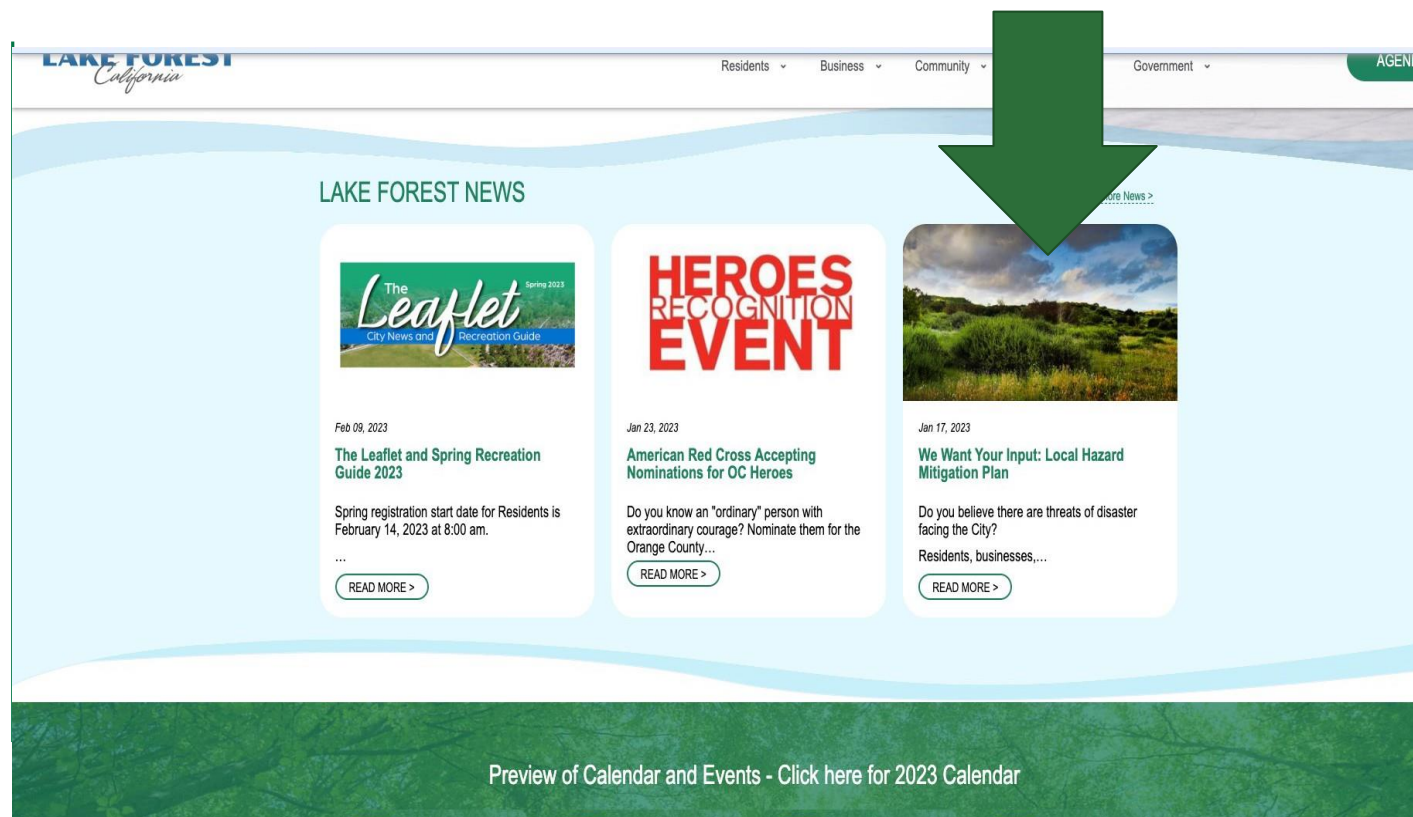 LAKE FOREST
California
Residents
Business
Community
Government
LAKE FOREST NEWS
News >
The
Leaflet
Spring 2023
City News and Recreation Guide
HEROES
RECOGNITION
EVENT
Feb 09, 2023
The Leaflet and Spring Recreation
Guide 2023
Spring registration start date for Residents is
February 14, 2023 at 8:00 am.
…
READ MORE >
Jan 23, 2023
American Red Cross Accepting
Nominations for OC Heroes
Do you know an "ordinary" person with
extraordinary courage? Nominate them for the
Orange County…
READ MORE >
Jan 17, 2023
We Want Your Input: Local Hazard
Mitigation Plan
Do you believe there are threats of disaster
facing the City?
Residents, businesses,…
READ MORE >
Preview of Calendar and Events - Click here for 2023 Calendar